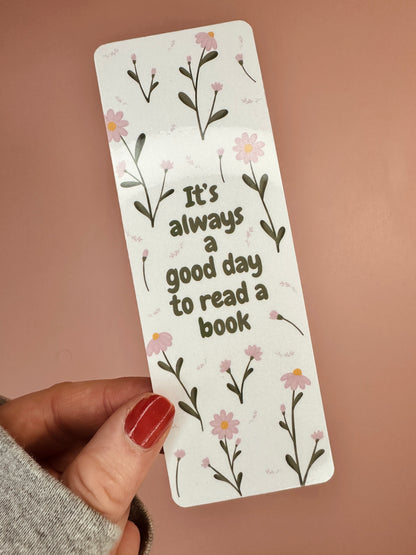 It's
always
a
good day
to read a
book